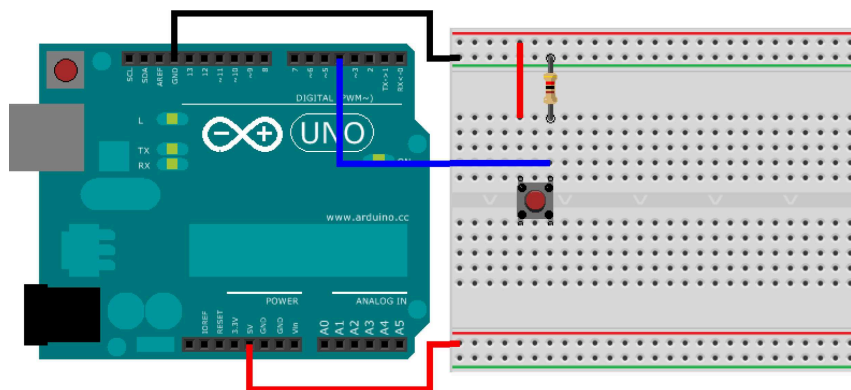 SCL
SDA
AREF
GND
13
12
~11
~10
~9
8
7
~6
~5
~3
2
TX->1
RX<-0
DIGITAL (PWM~)
L
TX
RX
UNO
ON
www.arduino.cc
POWER
ANALOG IN
IOREF
RESET
3.3V
5V
GND
GND
Vin
A0
A1
A2
A3
A4
A5